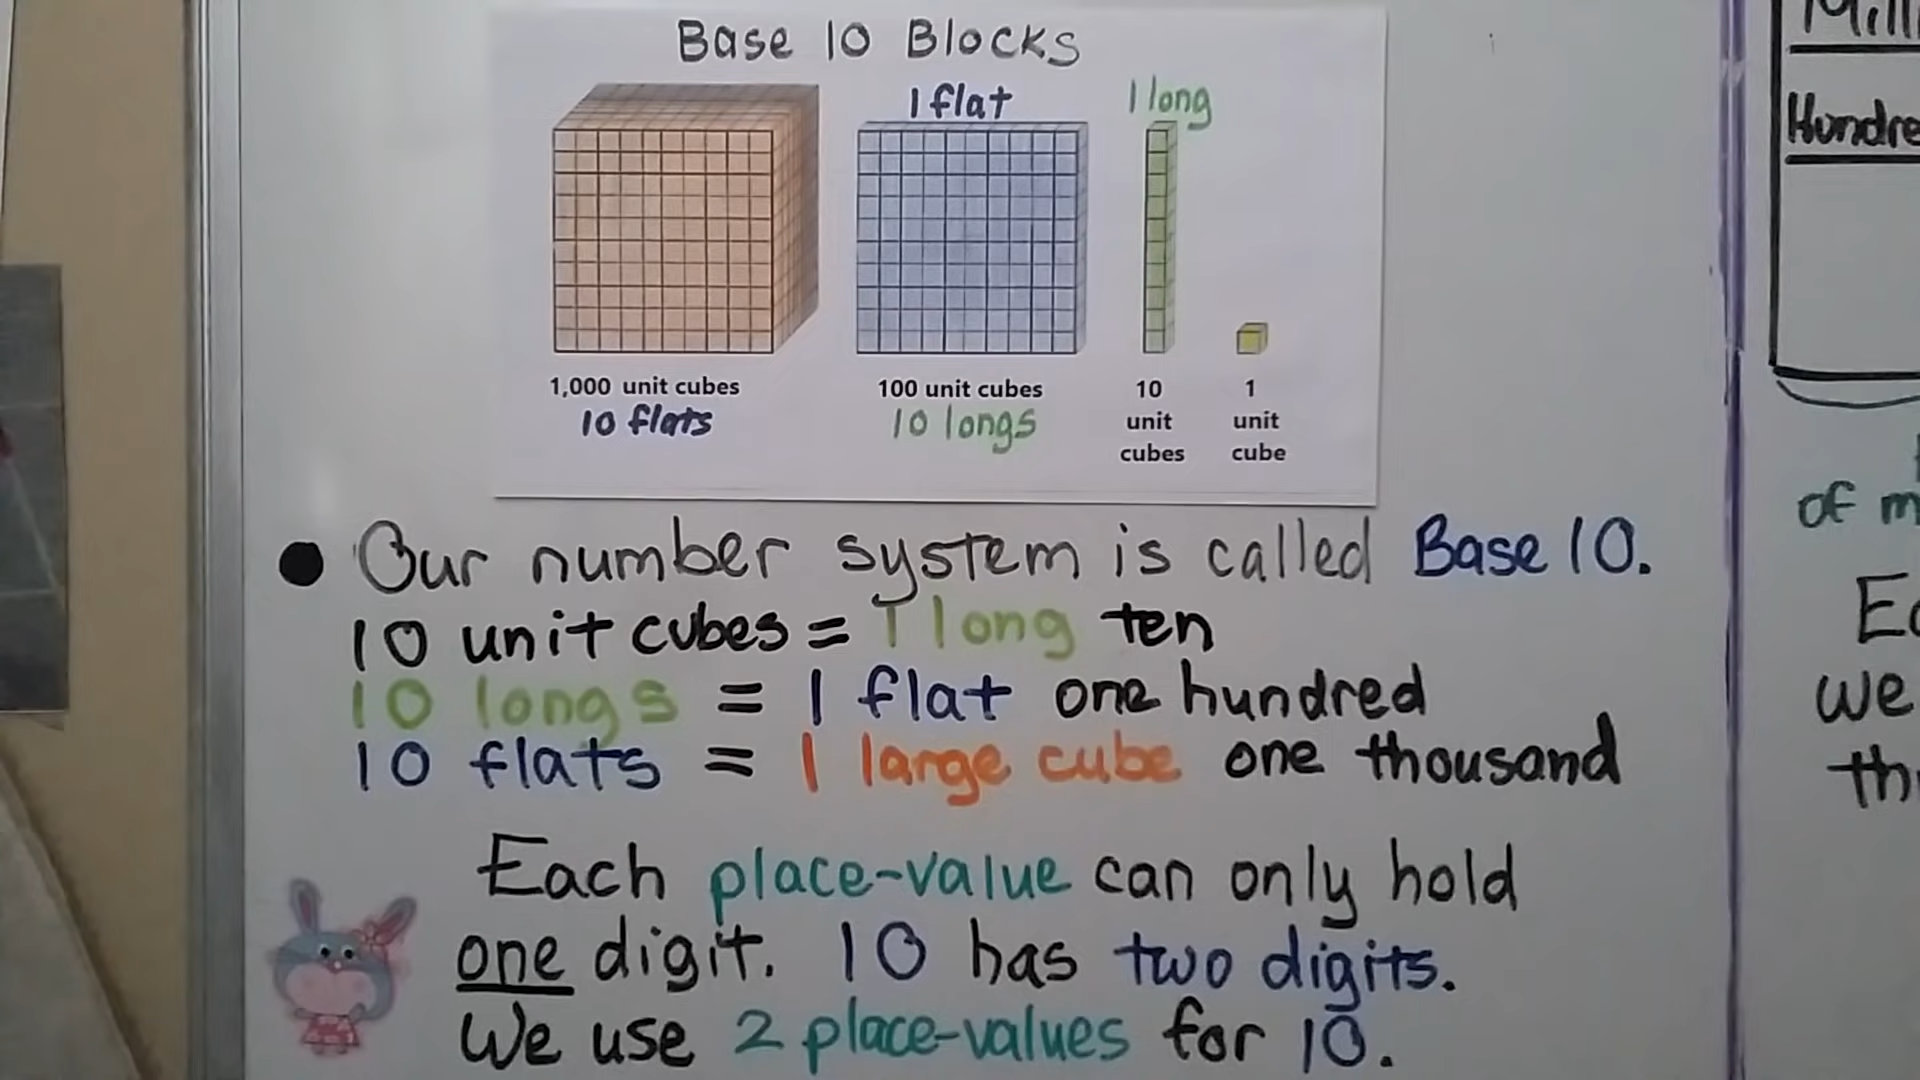 Base 10 Blocks
1 flat
1 long
1,000 unit cubes
10 flats
100 unit cubes
10 longs
10
unit
cubes
1
unit
cube
● Our number system is called Base 10.
10 unit cubes = 1 long ten
10 longs = 1 flat one hundred
10 flats = 1 large cube one thousand
Each place-value can only hold
one digit. 10 has two digits.
We use 2 place-values for 10.
of
we